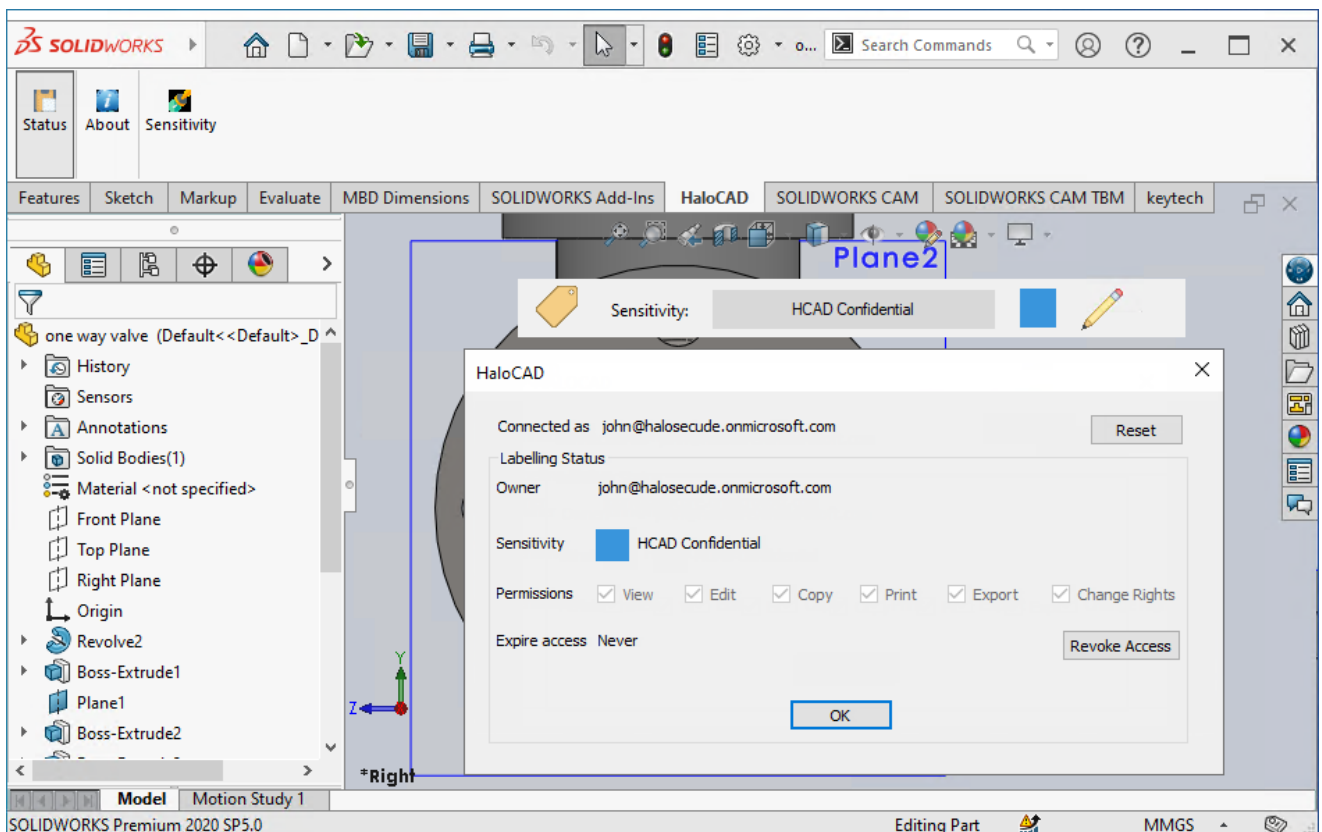 SOLIDWORKS
o...
Search Commands
Status About Sensitivity
Features Sketch Markup Evaluate MBD Dimensions SOLIDWORKS Add-Ins HaloCAD SOLIDWORKS CAM SOLIDWORKS CAM TBM keytech
Plane2
Sensitivity: HCAD Confidential
one way valve (Default<<Default>_D
History
Sensors
Annotations
Solid Bodies(1)
Material <not specified>
Front Plane
Top Plane
Right Plane
Origin
Revolve2
Boss-Extrude1
Plane1
Boss-Extrude2
HaloCAD
Connected as john@halosecude.onmicrosoft.com Reset
Labelling Status
Owner john@halosecude.onmicrosoft.com
Sensitivity HCAD Confidential
Permissions View Edit Copy Print Export Change Rights
Expire access Never Revoke Access
OK
Y
Z
*Right
Model Motion Study 1
SOLIDWORKS Premium 2020 SP5.0 Editing Part MMGS